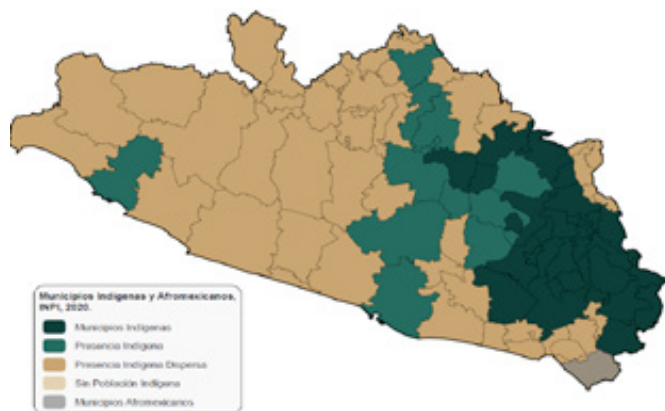 Municipios Indígenas y Afromexicanos,
INPI, 2020.
Municipios Indígenas
Presencia Indígena
Presencia Indígena Dispersa
Sin Población Indígena
Municipios Afromexicanos